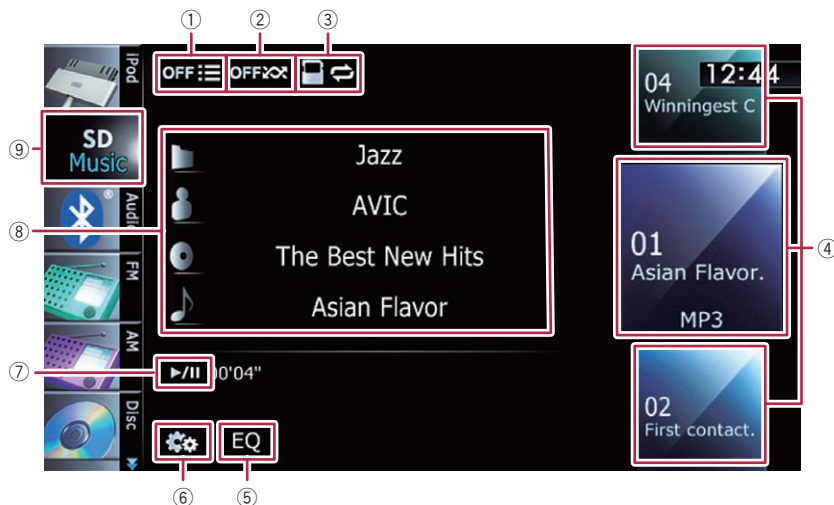 ① ② ③
iPod
OFF OFF
04 12:44
Winningest C
⑨ SD
Music
Jazz
⑧ AVIC
Audio
The Best New Hits
01
④
Asian Flavor.
FM
Asian Flavor
MP3
AM
⑦ ►/II 00'04"
Disc
02
First contact.
EQ
⑥ ⑤